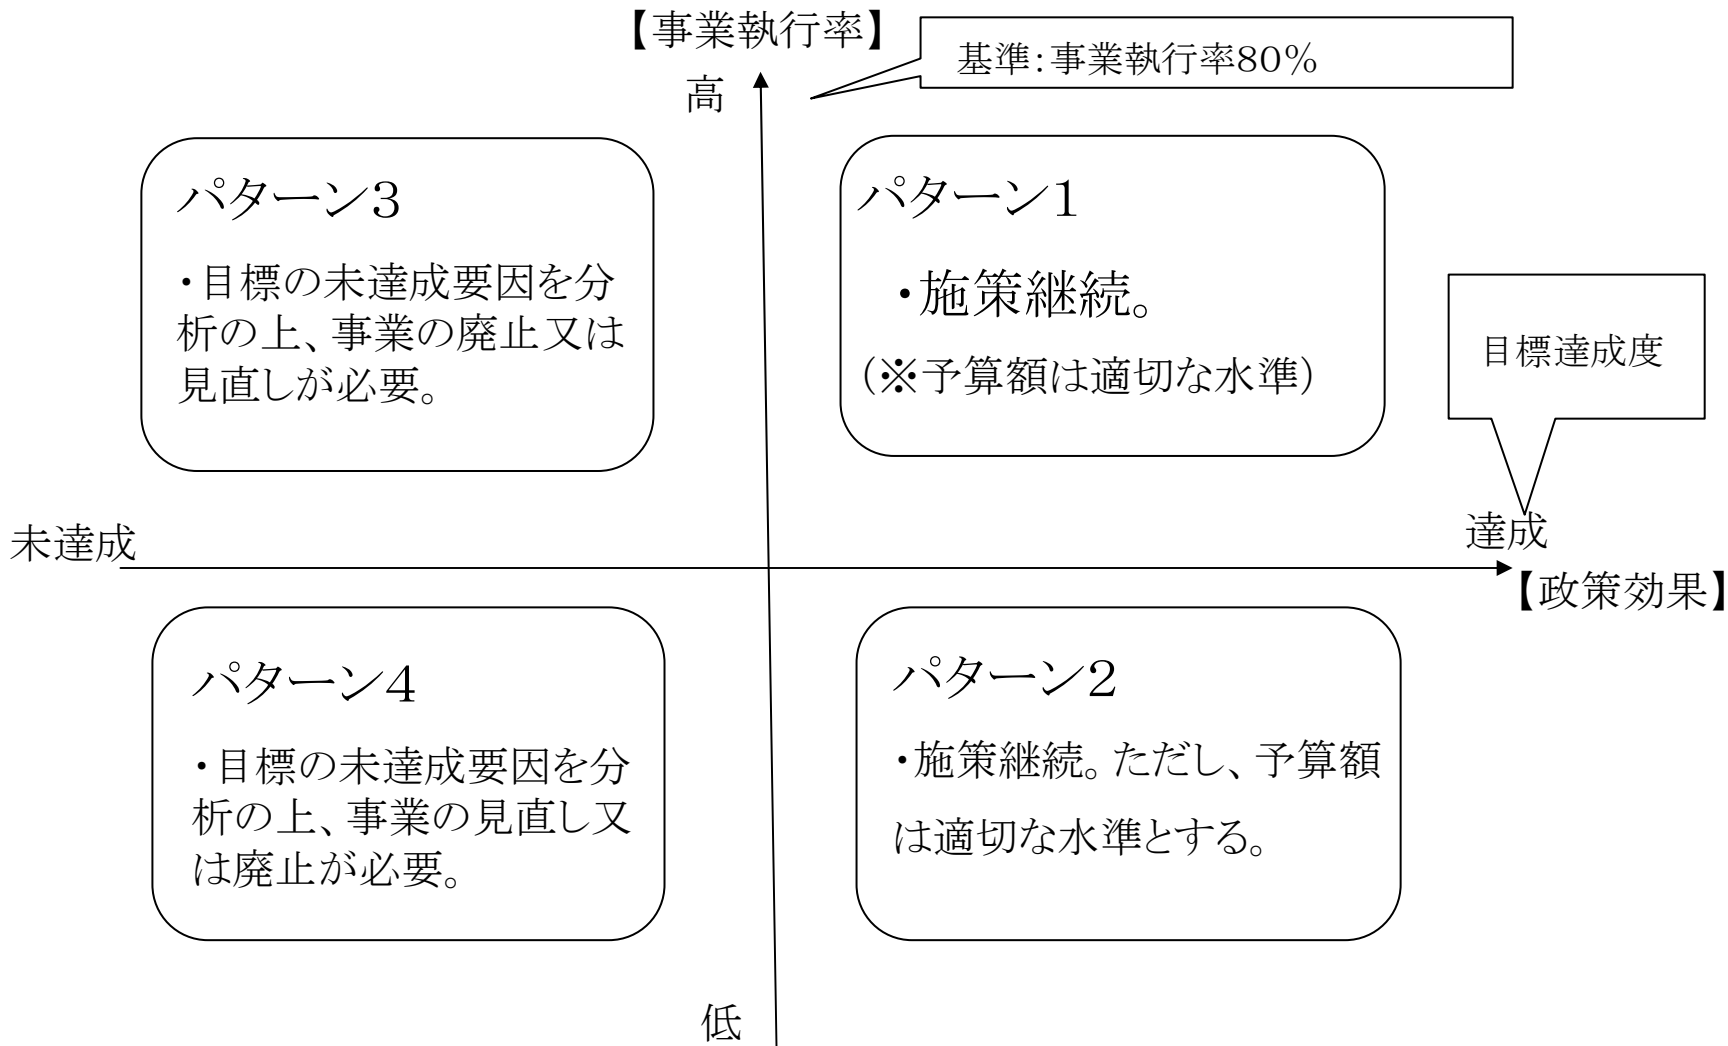 【事業執行率】
基準：事業執行率80％
高
パターン３
・目標の未達成要因を分
析の上、事業の廃止又は
見直しが必要。
パターン１
・施策継続。
（※予算額は適切な水準）
目標達成度
未達成
達成
【政策効果】
パターン４
・目標の未達成要因を分
析の上、事業の見直し又
は廃止が必要。
パターン２
・施策継続。ただし、予算額
は適切な水準とする。
低